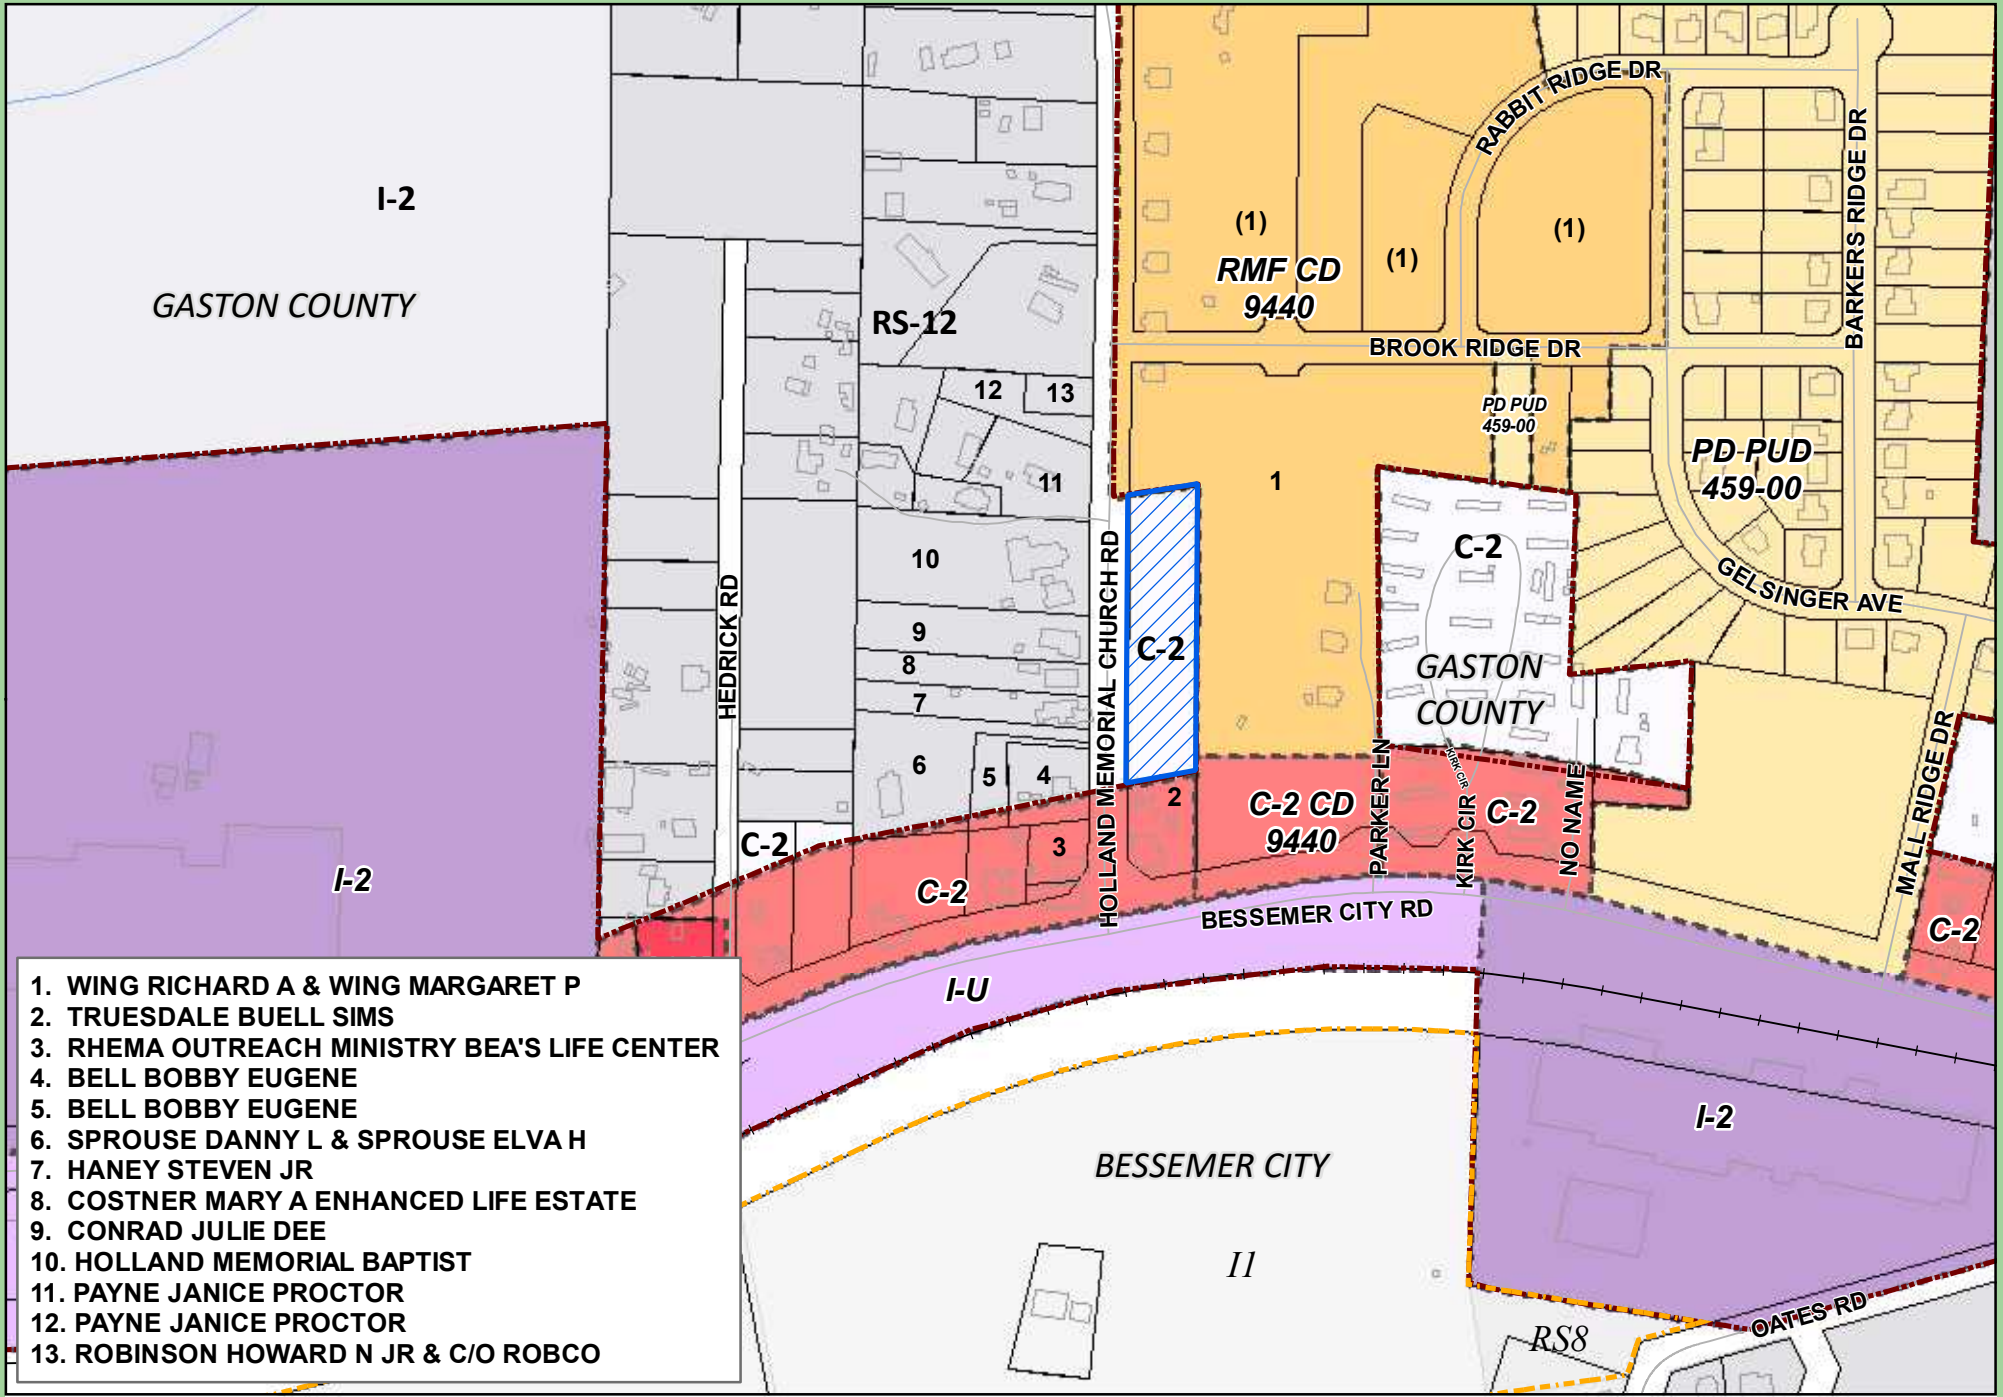 RABBIT RIDGE DR
BARKERS RIDGE DR
I-2
(1)
(1)
(1)
RMF CD
9440
GASTON COUNTY
RS-12
BROOK RIDGE DR
12
13
PD PUD
459-00
PD PUD
459-00
1
11
C-2
10
HOLLAND MEMORIAL CHURCH RD
GELSINGER AVE
HEDRICK RD
9
C-2
8
GASTON
COUNTY
7
6
5
4
2
KIRK CIR
MALL RIDGE DR
C-2 CD
9440
PARKER LN
KIRK CIR
C-2
NO NAME
C-2
3
I-2
C-2
BESSEMER CITY RD
C-2
I-U
1. WING RICHARD A & WING MARGARET P
2. TRUESDALE BUELL SIMS
3. RHEMA OUTREACH MINISTRY BEA'S LIFE CENTER
4. BELL BOBBY EUGENE
5. BELL BOBBY EUGENE
6. SPROUSE DANNY L & SPROUSE ELVA H
7. HANEY STEVEN JR
8. COSTNER MARY A ENHANCED LIFE ESTATE
9. CONRAD JULIE DEE
10. HOLLAND MEMORIAL BAPTIST
11. PAYNE JANICE PROCTOR
12. PAYNE JANICE PROCTOR
13. ROBINSON HOWARD N JR & C/O ROBCO
I-2
BESSEMER CITY
I1
OATES RD
RS8